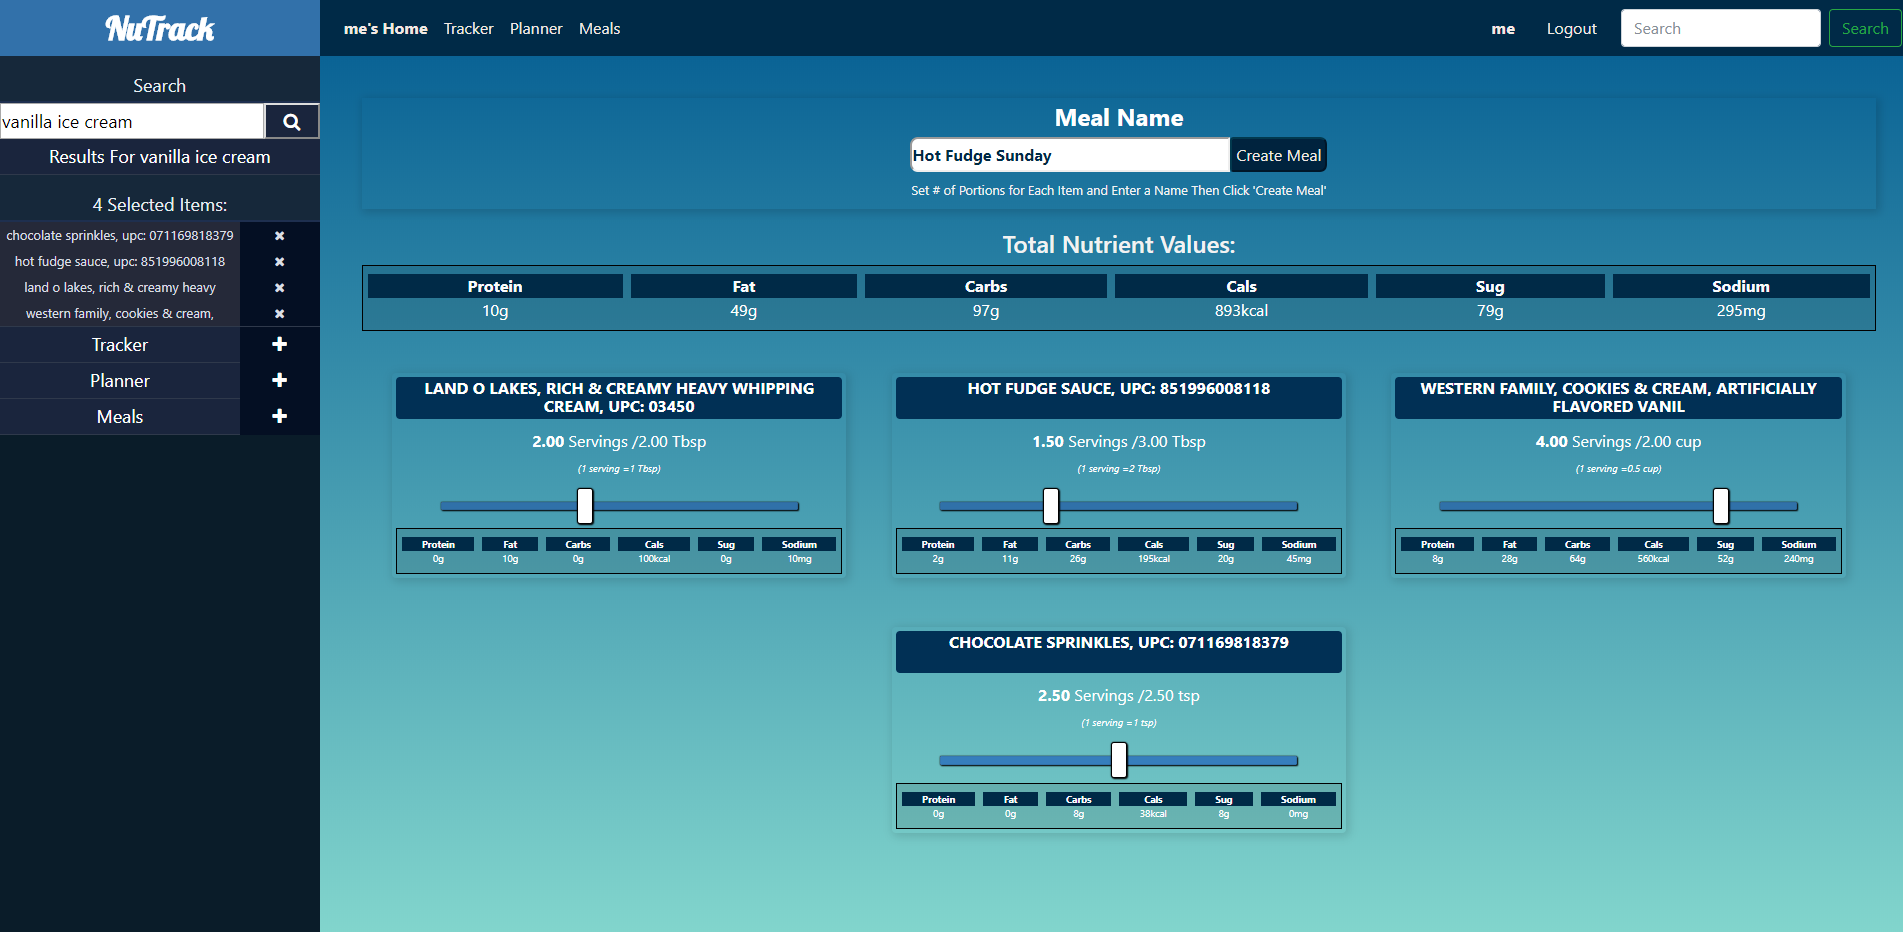 NuTrack
me's Home Tracker Planner Meals
me Logout Search Search
Search
vanilla ice cream
Results For vanilla ice cream
4 Selected Items:
chocolate sprinkles, upc: 071169818379
hot fudge sauce, upc: 851996008118
land o lakes, rich & creamy heavy
western family, cookies & cream,
Tracker
Planner
Meals
Meal Name
Hot Fudge Sunday Create Meal
Set # of Portions for Each Item and Enter a Name Then Click 'Create Meal'
Total Nutrient Values:
Protein Fat Carbs Cals Sug Sodium
10g 49g 97g 893kcal 79g 295mg
LAND O LAKES, RICH & CREAMY HEAVY WHIPPING
CREAM, UPC: 03450
2.00 Servings /2.00 Tbsp
(1 serving =1 Tbsp)
Protein Fat Carbs Cals Sug Sodium
0g 10g 0g 100kcal 0g 10mg
HOT FUDGE SAUCE, UPC: 851996008118
1.50 Servings /3.00 Tbsp
(1 serving =2 Tbsp)
Protein Fat Carbs Cals Sug Sodium
2g 11g 26g 195kcal 20g 45mg
WESTERN FAMILY, COOKIES & CREAM, ARTIFICIALLY
FLAVORED VANIL
4.00 Servings /2.00 cup
(1 serving =0.5 cup)
Protein Fat Carbs Cals Sug Sodium
8g 28g 64g 560kcal 52g 240mg
CHOCOLATE SPRINKLES, UPC: 071169818379
2.50 Servings /2.50 tsp
(1 serving =1 tsp)
Protein Fat Carbs Cals Sug Sodium
0g 0g 8g 38kcal 8g 0mg